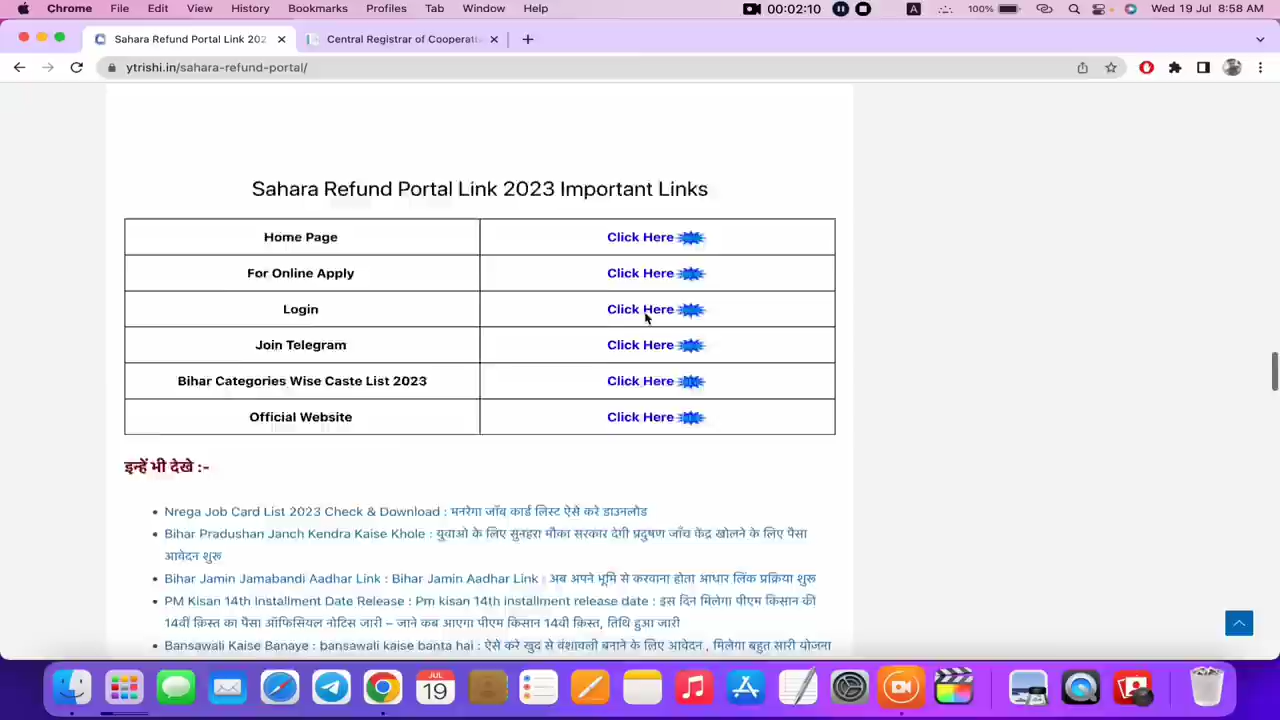 Chrome File Edit View History Bookmarks Profiles Tab Window Help 00:02:10 A 100% Wed 19 Jul 8:58 AM
Sahara Refund Portal Link 202 Central Registrar of Cooperat
ytrishi.in/sahara-refund-portal/
Sahara Refund Portal Link 2023 Important Links
Home Page Click Here
For Online Apply Click Here
Login Click Here
Join Telegram Click Here
Bihar Categories Wise Caste List 2023 Click Here
Official Website Click Here
इन्हें भी देखे :-
Nrega Job Card List 2023 Check & Download : मनरेगा जॉब कार्ड लिस्ट ऐसे करे डाउनलोड
Bihar Pradushan Janch Kendra Kaise Khole : युवाओ के लिए सुनहरा मौका सरकार देगी प्रदुषण जाँच केंद्र खोलने के लिए पैसा
आवेदन शुरू
Bihar Jamin Jamabandi Aadhar Link : Bihar Jamin Aadhar Link : अब अपने भूमि से करवाना होता आधार लिंक प्रक्रिया शुरू
PM Kisan 14th Installment Date Release : Pm kisan 14th installment release date : इस दिन मिलेगा पीएम किसान की
14वीं क़िस्त का पैसा ऑफिसियल नोटिस जारी – जाने कब आएगा पीएम किसान 14वी क़िस्त, तिथि हुआ जारी
Bansawali Kaise Banaye : bansawali kaise banta hai : ऐसे करे खुद से वंशावली बनाने के लिए आवेदन , मिलेगा बहुत सारी योजना
JUL
19